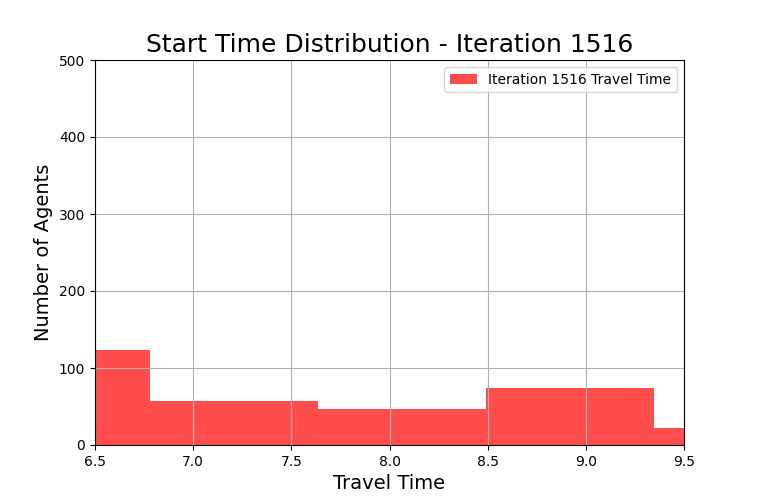 Start Time Distribution - Iteration 1516
500
400
300
200
100
0
Number of Agents
Iteration 1516 Travel Time
6.5 7.0 7.5 8.0 8.5 9.0 9.5
Travel Time